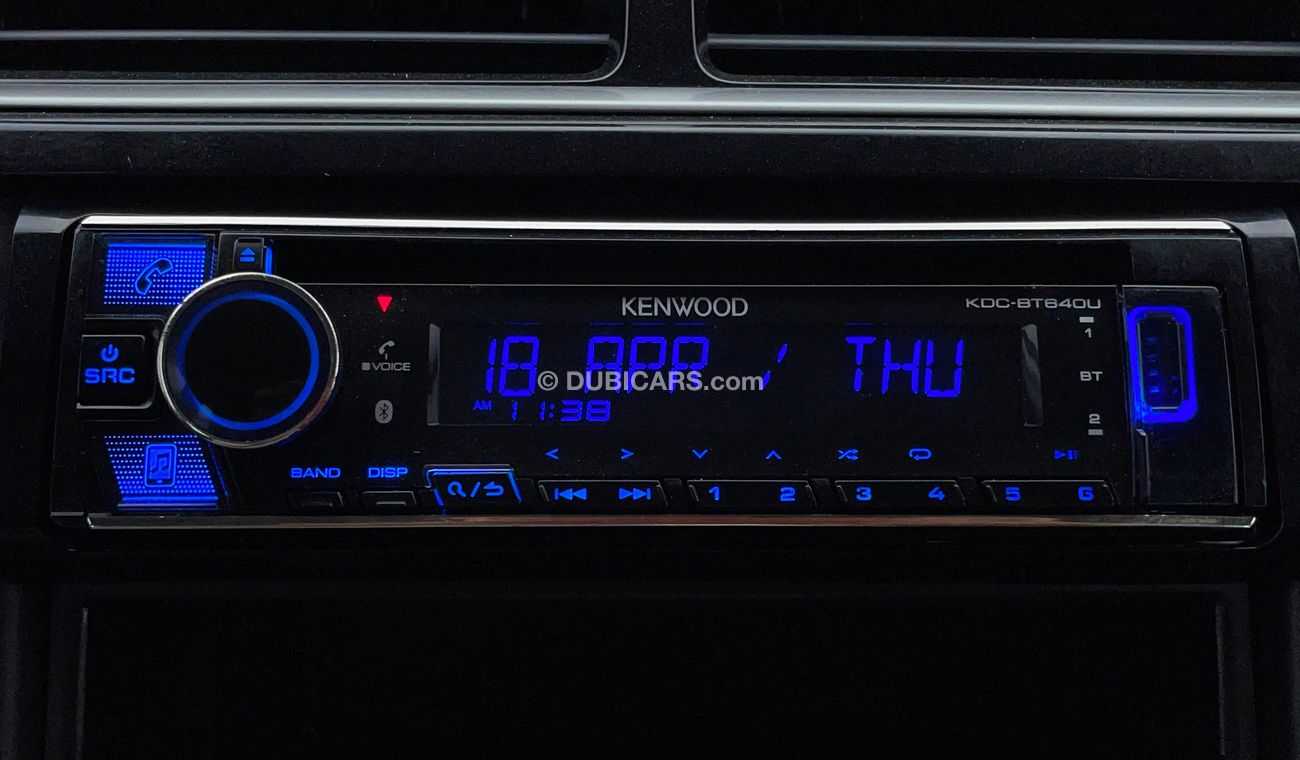 KENWOOD
KDC-BT640U
1
VOICE
SRC
18 APR / THU
© DUBICARS.com
BT
AM 11:38
2
BAND DISP
1 2 3 4 5 6